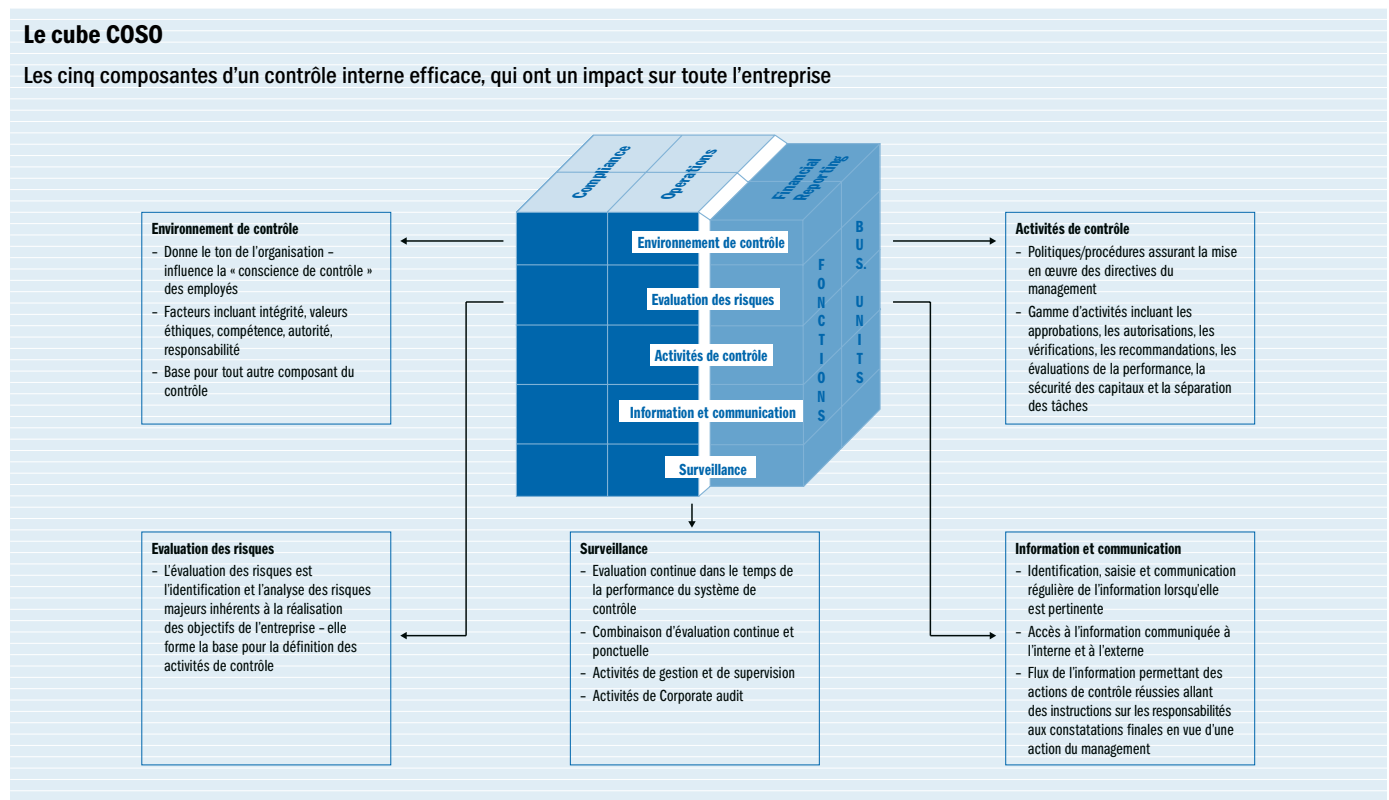 Le cube COSO
Les cinq composantes d'un contrôle interne efficace, qui ont un impact sur toute l'entreprise
Compliance
Operations
Financial
Reporting
Environnement de contrôle
Evaluation des risques
Activités de contrôle
Information et communication
Surveillance
FONCTIONS
BUS. UNITS
Environnement de contrôle
– Donne le ton de l'organisation –
influence la « conscience de contrôle »
des employés
– Facteurs incluant intégrité, valeurs
éthiques, compétence, autorité,
responsabilité
– Base pour tout autre composant du
contrôle
Activités de contrôle
– Politiques/procédures assurant la mise
en œuvre des directives du
management
– Gamme d'activités incluant les
approbations, les autorisations, les
vérifications, les recommandations, les
évaluations de la performance, la
sécurité des capitaux et la séparation
des tâches
Evaluation des risques
– L'évaluation des risques est
l'identification et l'analyse des risques
majeurs inhérents à la réalisation
des objectifs de l'entreprise – elle
forme la base pour la définition des
activités de contrôle
Surveillance
– Evaluation continue dans le temps de
la performance du système de
contrôle
– Combinaison d'évaluation continue et
ponctuelle
– Activités de gestion et de supervision
– Activités de Corporate audit
Information et communication
– Identification, saisie et communication
régulière de l'information lorsqu'elle
est pertinente
– Accès à l'information communiquée à
l'interne et à l'externe
– Flux de l'information permettant des
actions de contrôle réussies allant
des instructions sur les responsabilités
aux constatations finales en vue d'une
action du management